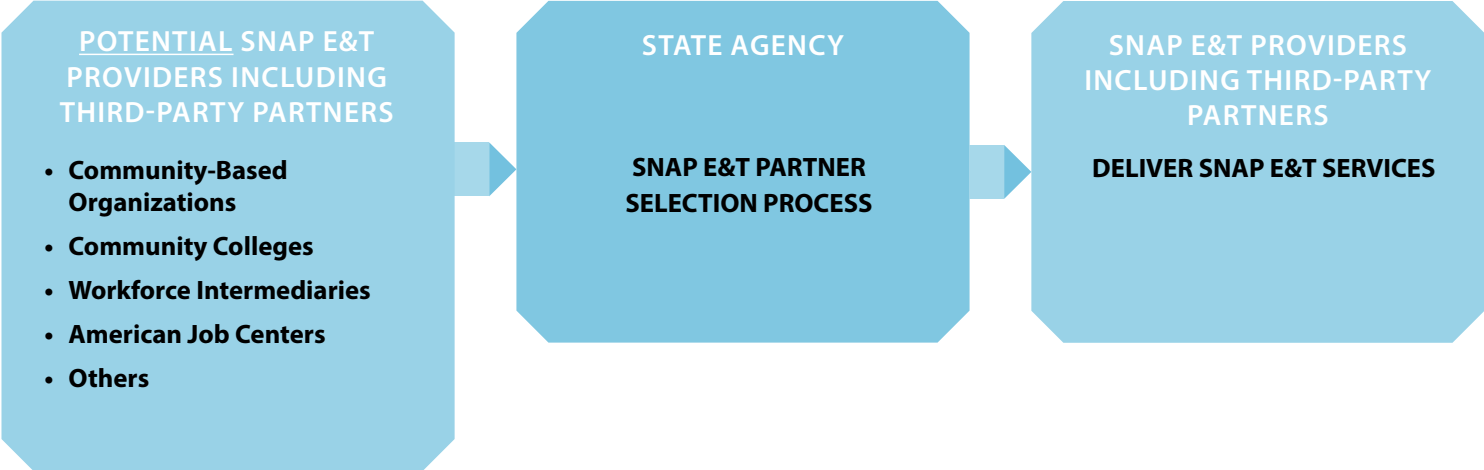 POTENTIAL SNAP E&T
PROVIDERS INCLUDING
THIRD-PARTY PARTNERS
• Community-Based
Organizations
• Community Colleges
• Workforce Intermediaries
• American Job Centers
• Others
STATE AGENCY
SNAP E&T PARTNER
SELECTION PROCESS
SNAP E&T PROVIDERS
INCLUDING THIRD-PARTY
PARTNERS
DELIVER SNAP E&T SERVICES